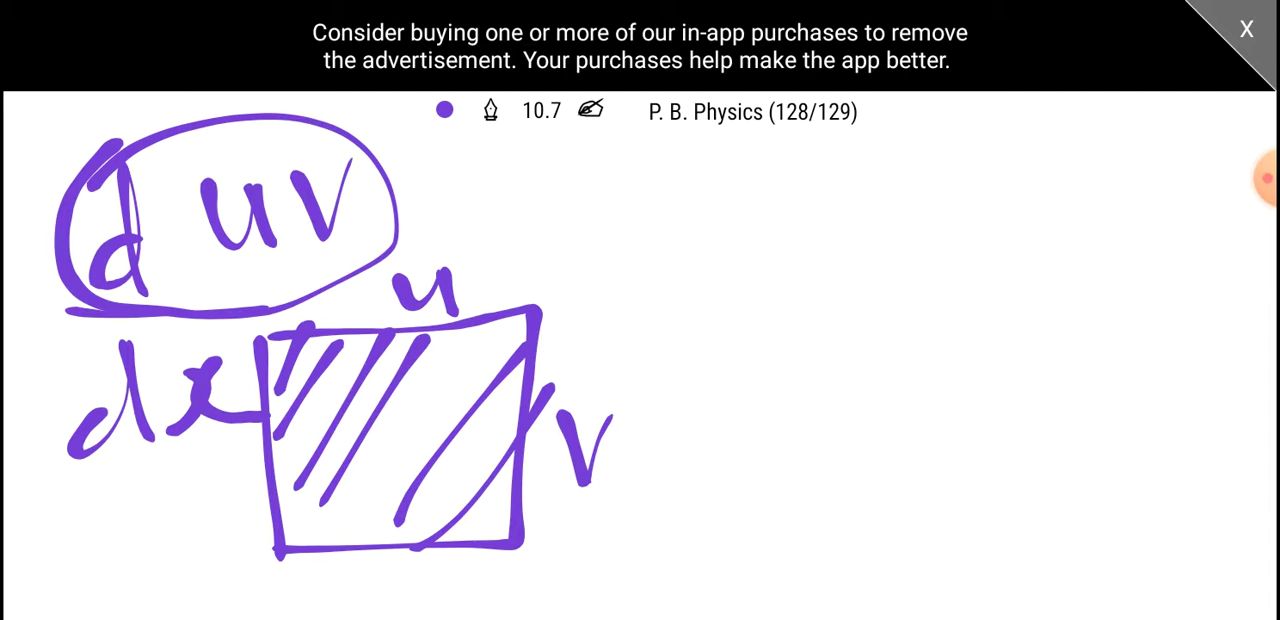 Consider buying one or more of our in-app purchases to remove
the advertisement. Your purchases help make the app better.
X
10.7 P. B. Physics (128/129)
d uv
dx
u
v